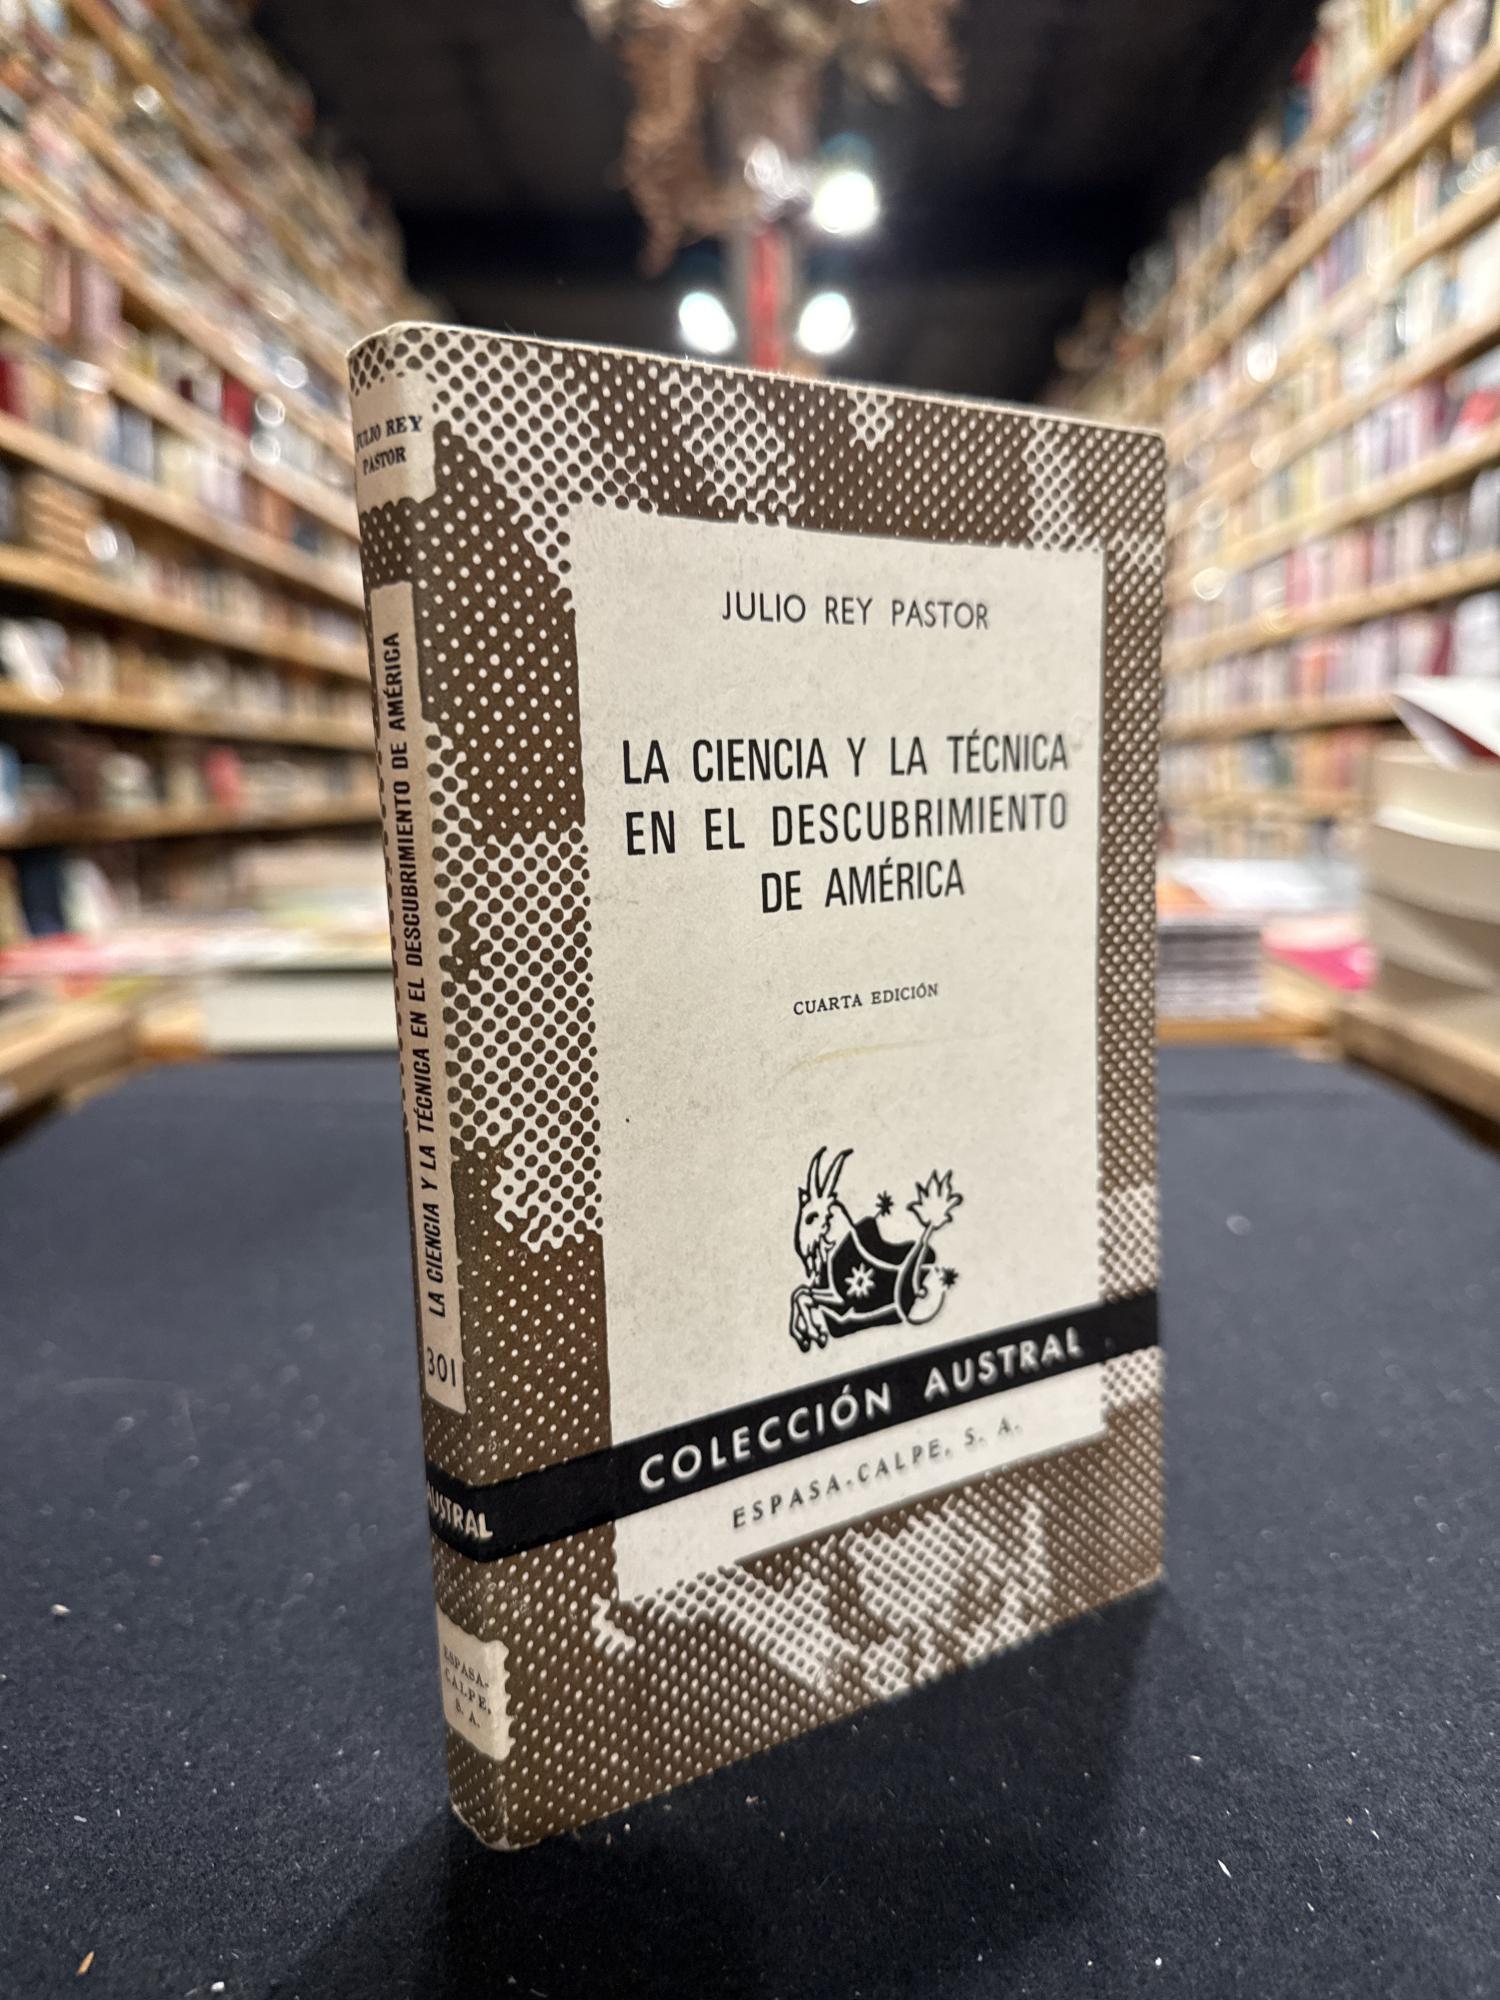 JULIO REY
PASTOR
LA CIENCIA Y LA TÉCNICA EN EL DESCUBRIMIENTO DE AMÉRICA
301
AUSTRAL
ESPASA-
CALPE,
S. A.
JULIO REY PASTOR
LA CIENCIA Y LA TÉCNICA
EN EL DESCUBRIMIENTO
DE AMÉRICA
CUARTA EDICIÓN
COLECCIÓN AUSTRAL
ESPASA-CALPE, S. A.